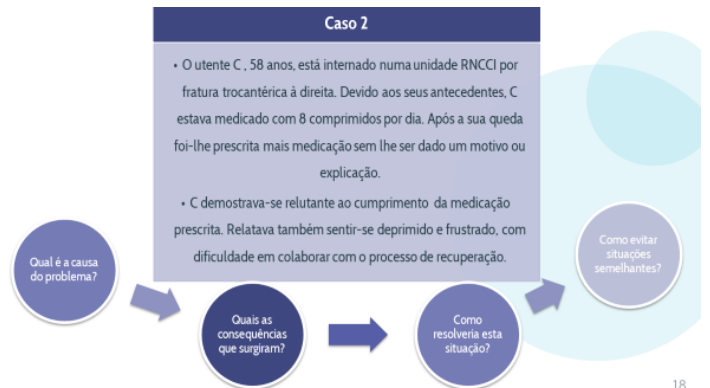 Caso 2
• O utente C , 58 anos, está internado numa unidade RNCCI por
fratura trocantérica à direita. Devido aos seus antecedentes, C
estava medicado com 8 comprimidos por dia. Após a sua queda
foi-lhe prescrita mais medicação sem lhe ser dado um motivo ou
explicação.
• C demostrava-se relutante ao cumprimento da medicação
prescrita. Relatava também sentir-se deprimido e frustrado, com
dificuldade em colaborar com o processo de recuperação.
Qual é a causa
do problema?
Quais as
consequências
que surgiram?
Como
resolveria esta
situação?
Como evitar
situações
semelhantes?
18